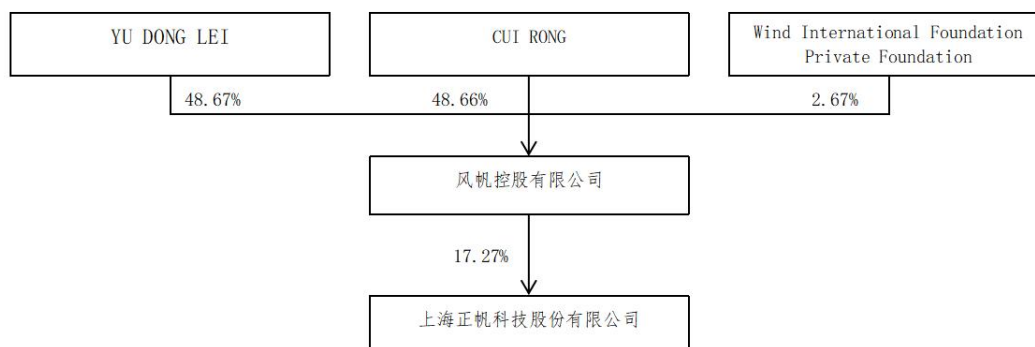 YU DONG LEI
CUI RONG
Wind International Foundation
Private Foundation
48.67%
48.66%
2.67%
风帆控股有限公司
17.27%
上海正帆科技股份有限公司